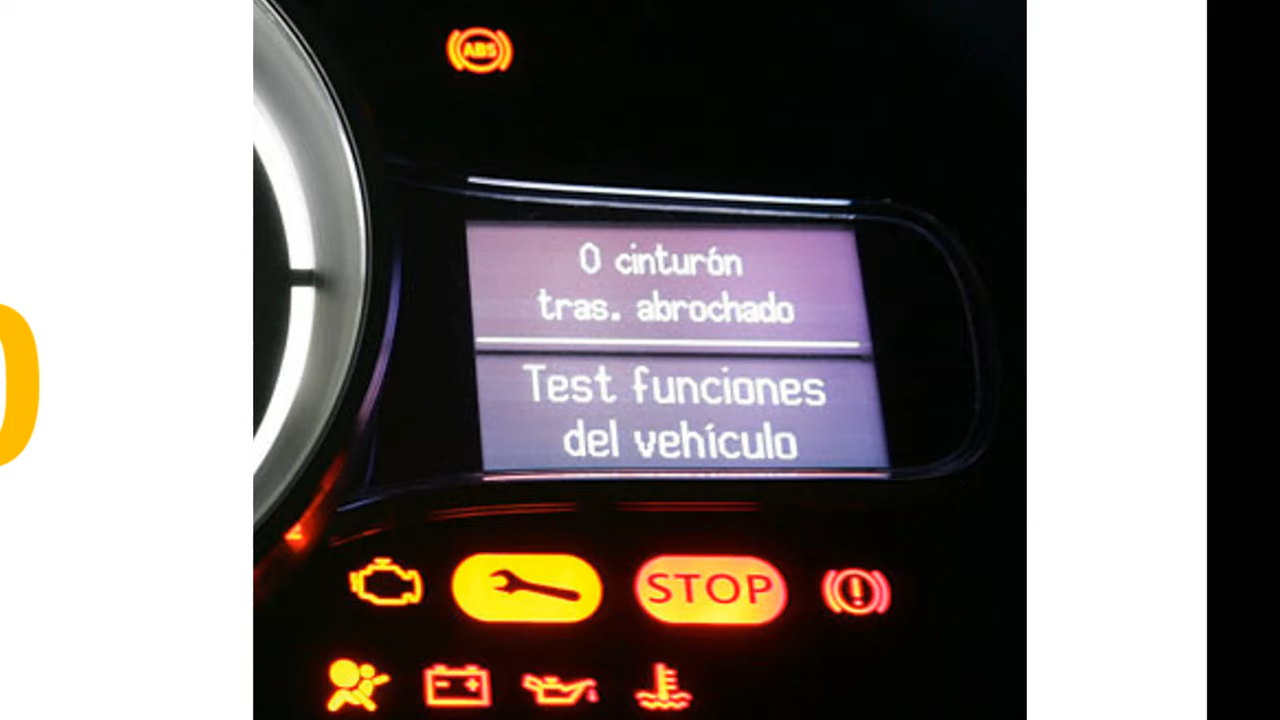 ABS
0 cinturón
tras. abrochado
Test funciones
del vehículo
STOP